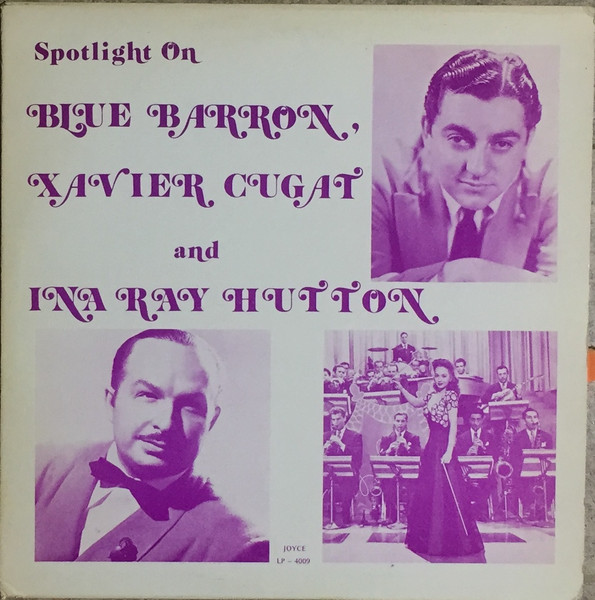 Spotlight On
BLUE BARRON,
XAVIER CUGAT
and
INA RAY HUTTON
JOYCE
LP - 4009